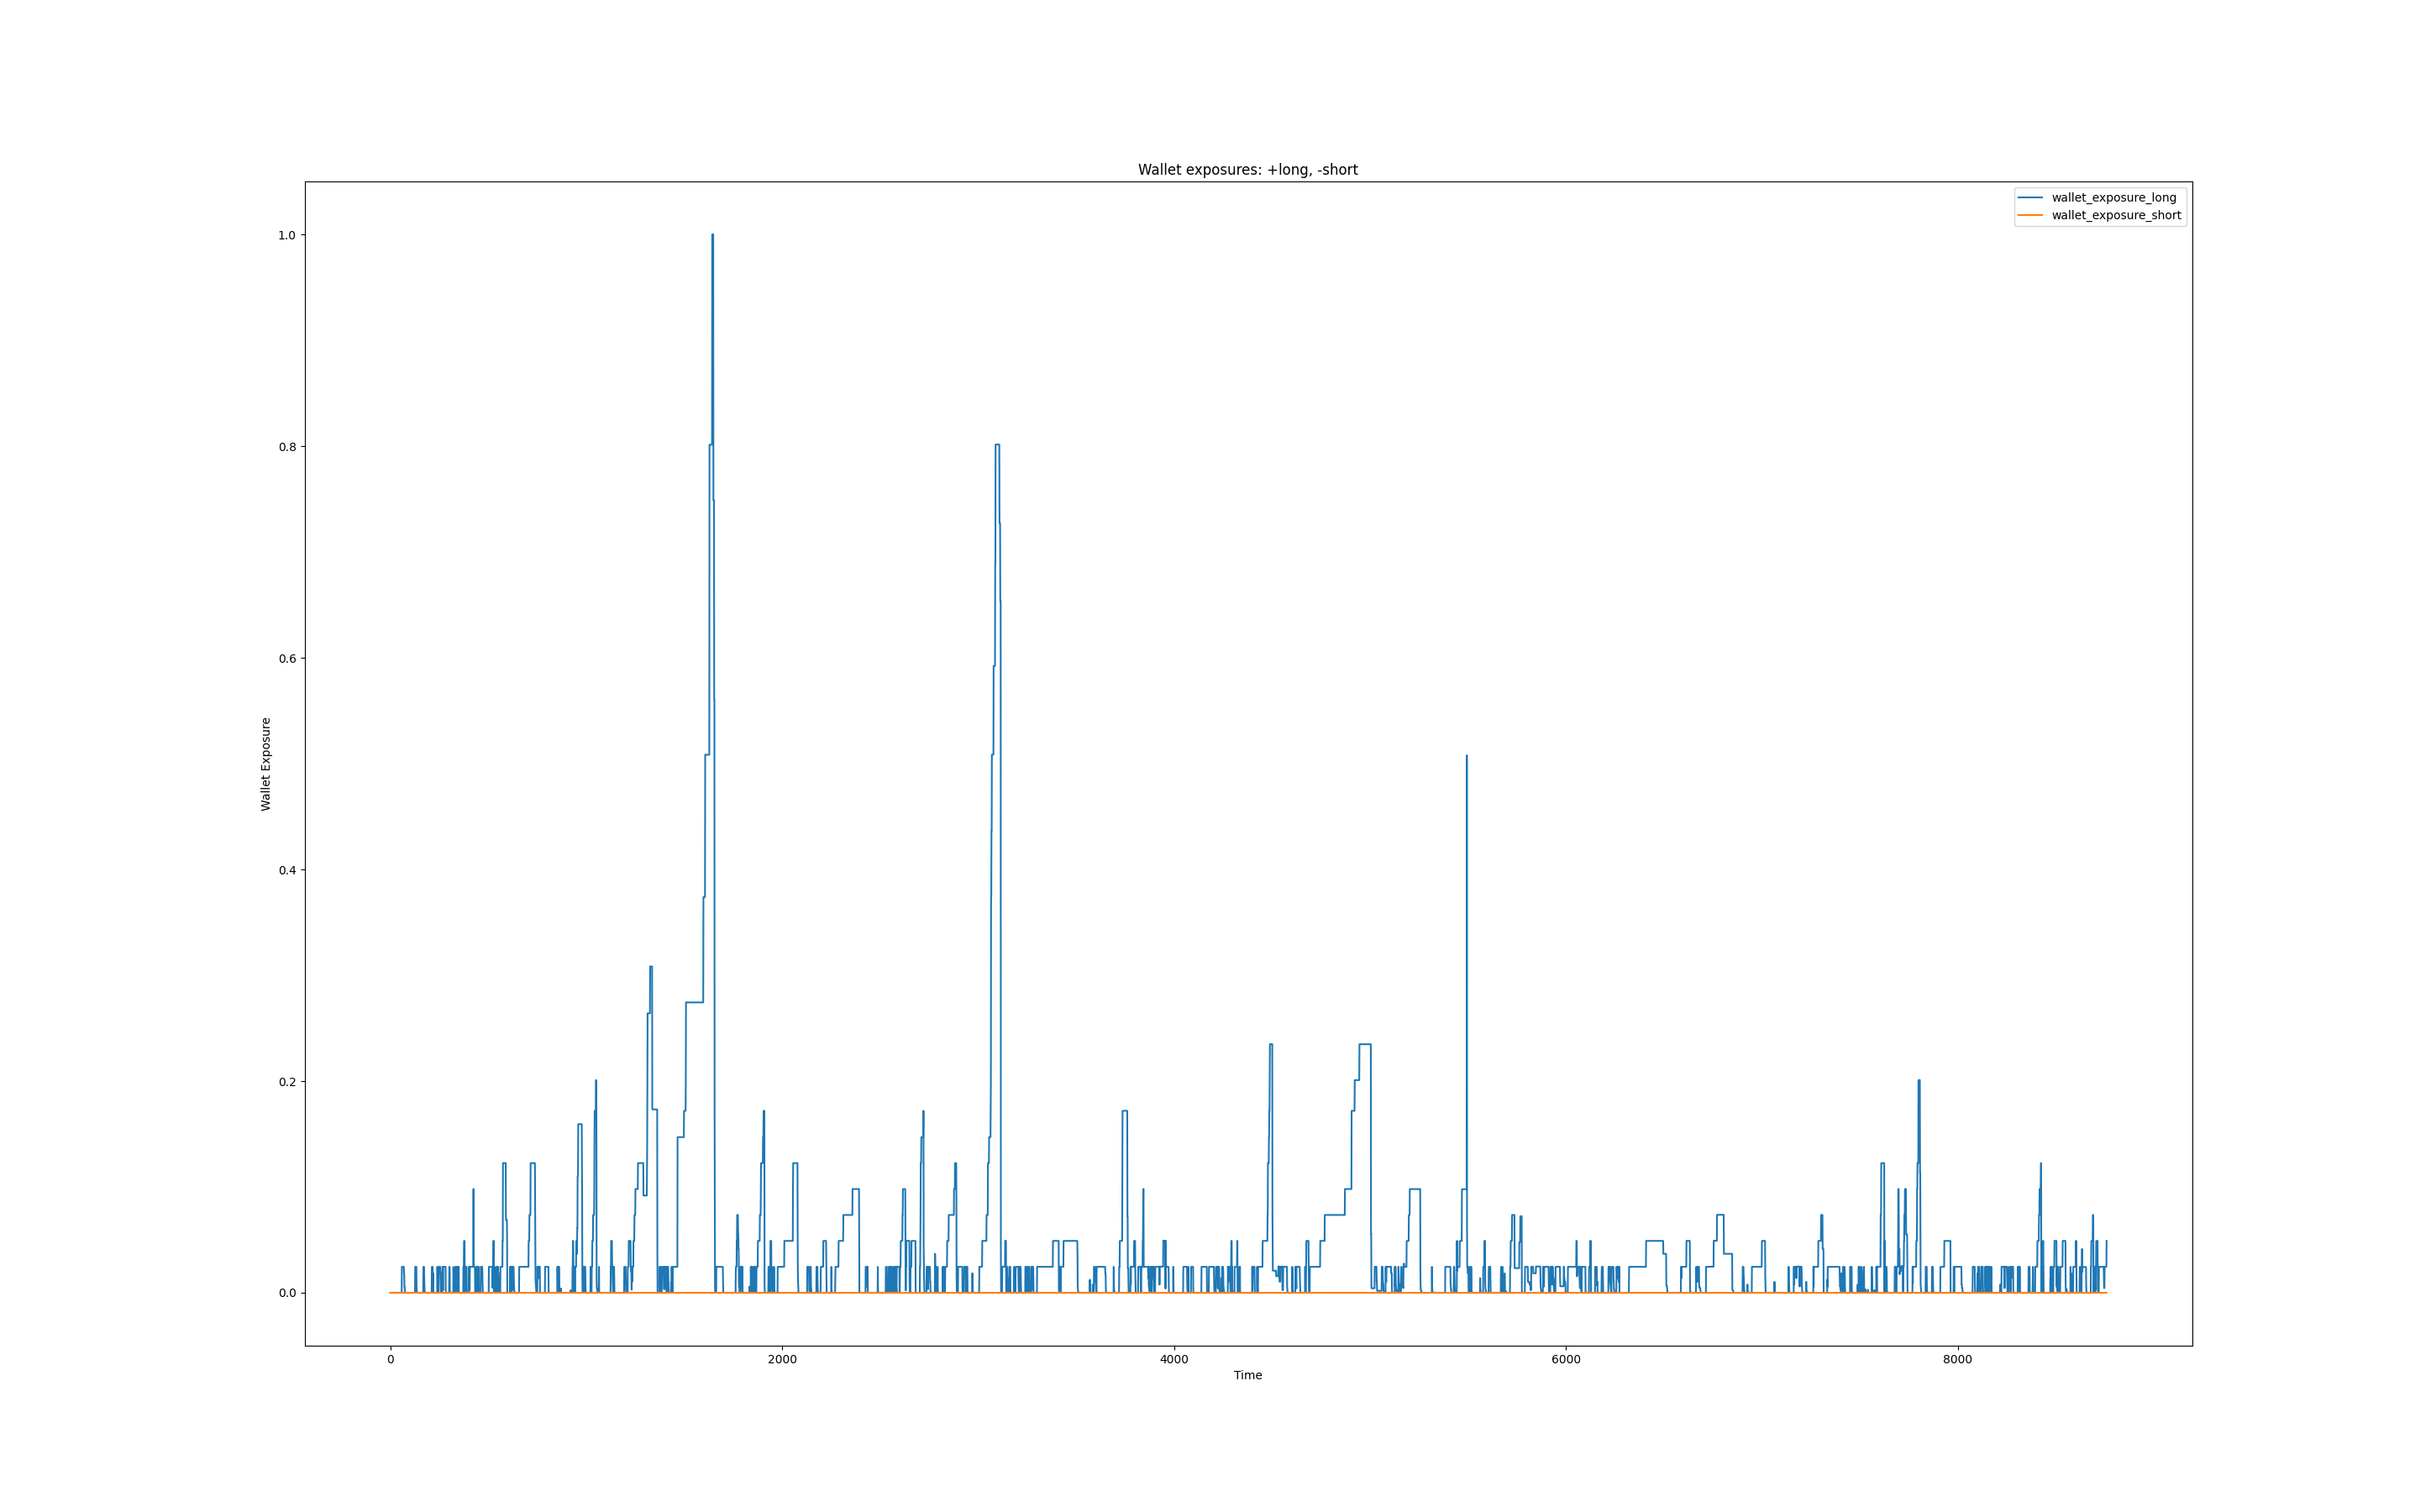 Wallet exposures: +long, -short
wallet_exposure_long
wallet_exposure_short
1.0
0.8
0.6
0.4
0.2
0.0
Wallet Exposure
0 2000 4000 6000 8000
Time